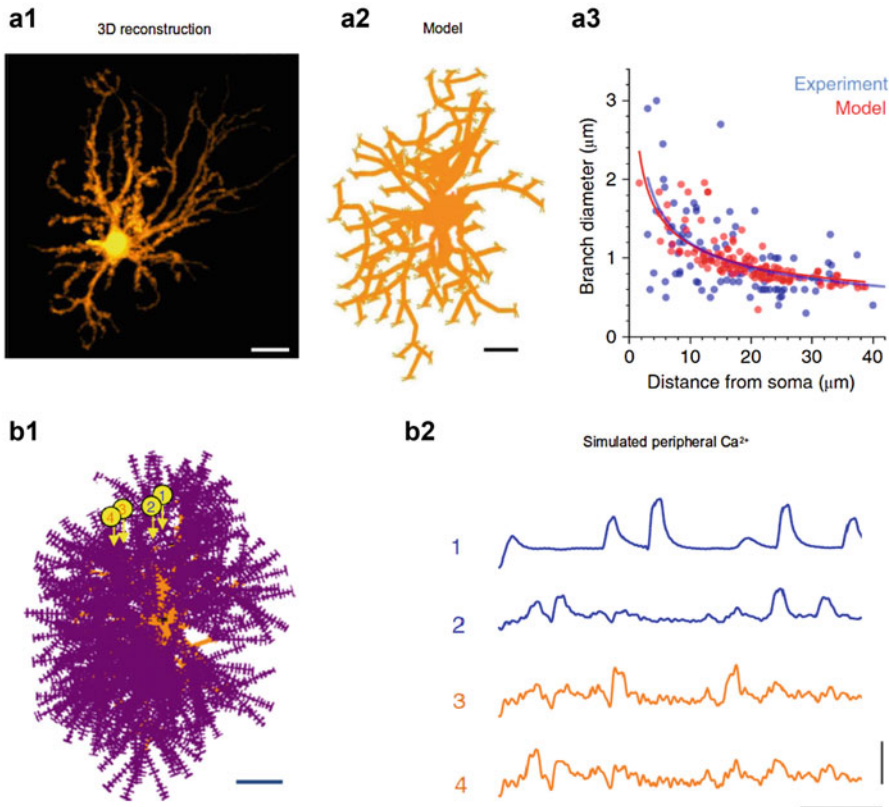 a1
3D reconstruction
a2
Model
a3
Experiment
Model
Branch diameter (μm)
3
2
1
0
0
10
20
30
40
Distance from soma (μm)
b1
4
3
2
1
b2
Simulated peripheral Ca²⁺
1
2
3
4